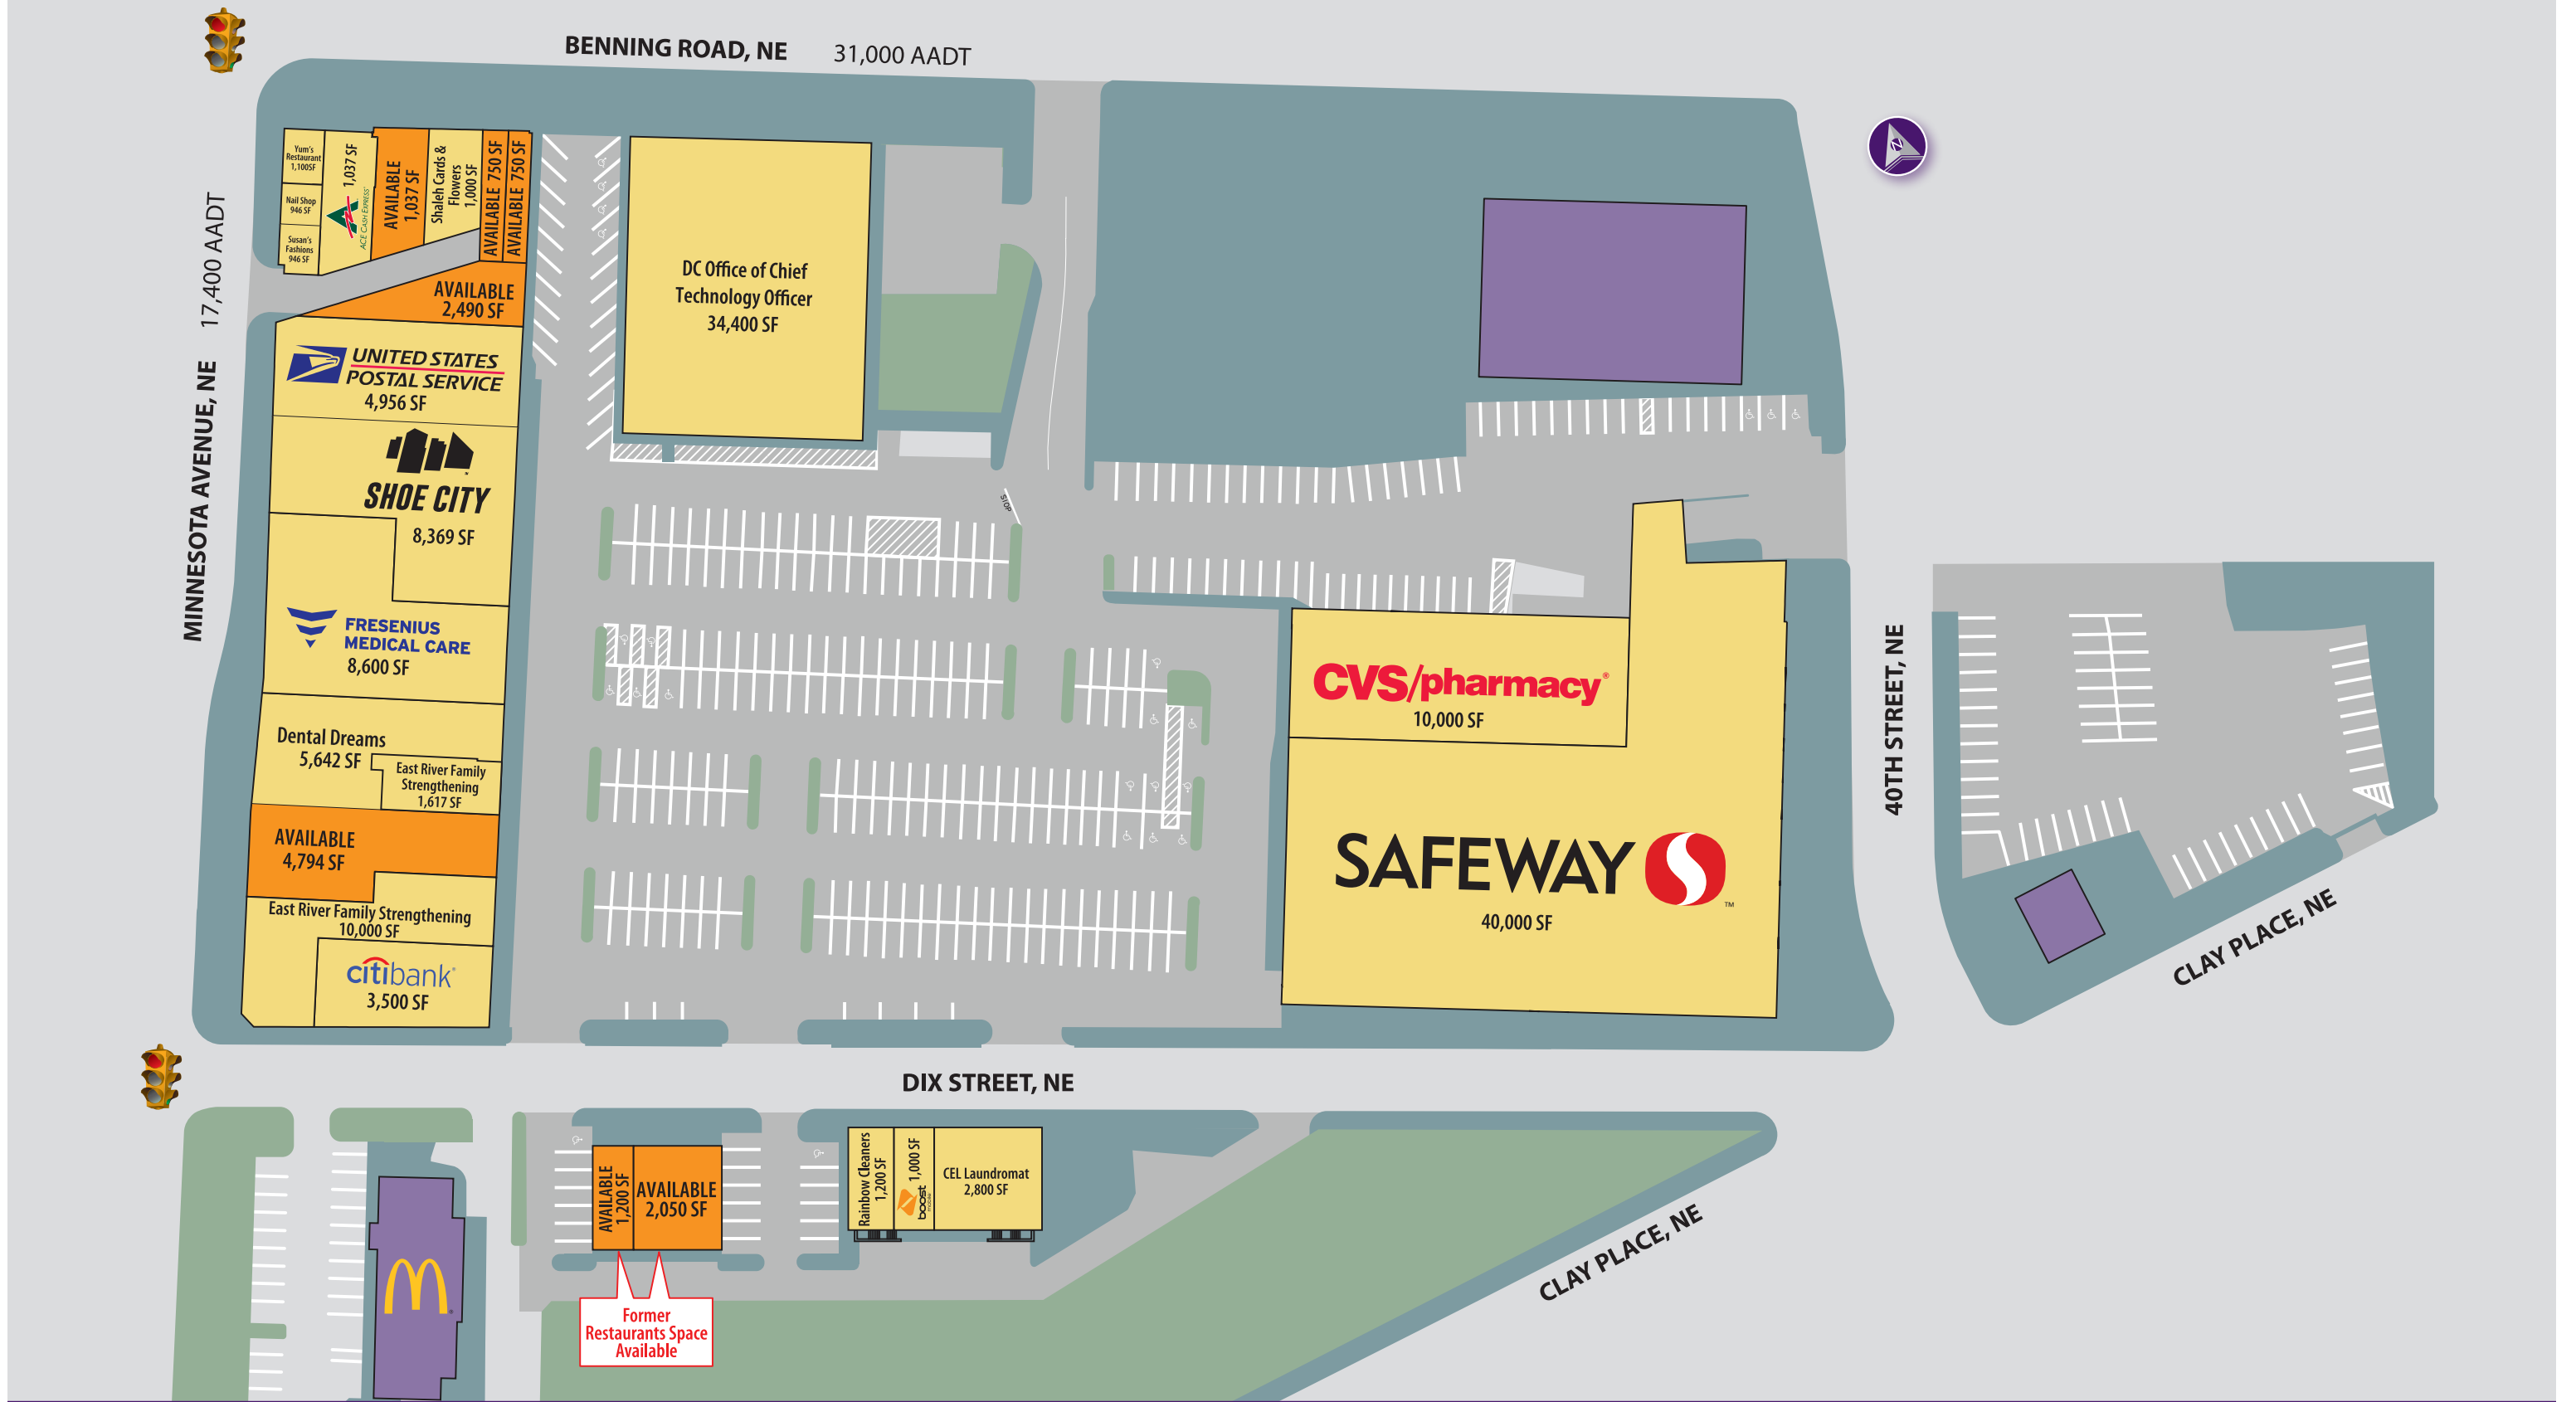 BENNING ROAD, NE 31,000 AADT
MINNESOTA AVENUE, NE 17,400 AADT
Yum's
Restaurant
1,100SF
Nail Shop
946 SF
Susan's
Fashions
946 SF
1,037 SF
ACE CASH EXPRESS
AVAILABLE
1,037 SF
Shaleh Cards &
Flowers
1,000 SF
AVAILABLE 750 SF
AVAILABLE 750 SF
AVAILABLE
2,490 SF
UNITED STATES
POSTAL SERVICE
4,956 SF
SHOE CITY
8,369 SF
FRESENIUS
MEDICAL CARE
8,600 SF
Dental Dreams
5,642 SF
East River Family
Strengthening
1,617 SF
AVAILABLE
4,794 SF
East River Family Strengthening
10,000 SF
citibank®
3,500 SF
DC Office of Chief
Technology Officer
34,400 SF
N
STOP
CVS/pharmacy®
10,000 SF
SAFEWAY
TM
40,000 SF
40TH STREET, NE
CLAY PLACE, NE
DIX STREET, NE
AVAILABLE
1,200 SF
AVAILABLE
2,050 SF
Former
Restaurants Space
Available
Rainbow Cleaners
1,200 SF
1,000 SF
boost
mobile
CEL Laundromat
2,800 SF
CLAY PLACE, NE